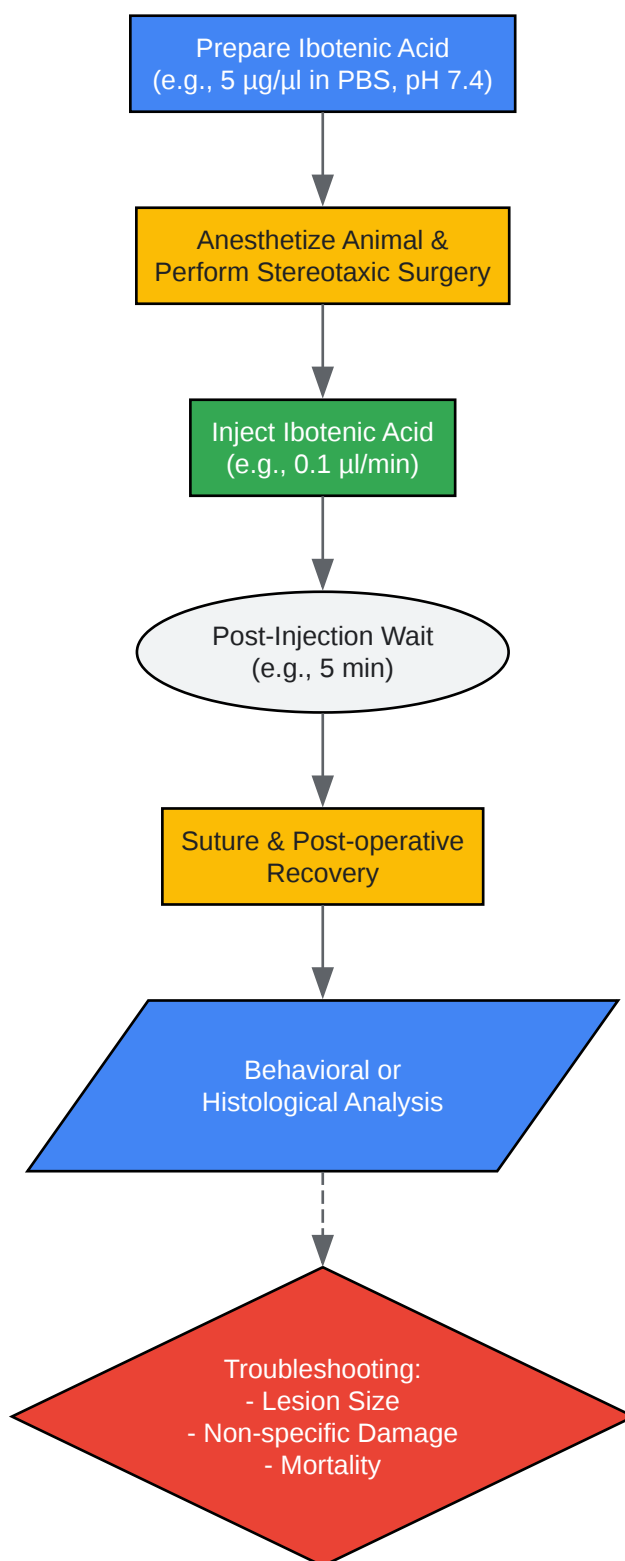 Prepare Ibotenic Acid
(e.g., 5 µg/µl in PBS, pH 7.4)
Anesthetize Animal &
Perform Stereotaxic Surgery
Inject Ibotenic Acid
(e.g., 0.1 µl/min)
Post-Injection Wait
(e.g., 5 min)
Suture & Post-operative
Recovery
Behavioral or
Histological Analysis
Troubleshooting:
- Lesion Size
- Non-specific Damage
- Mortality